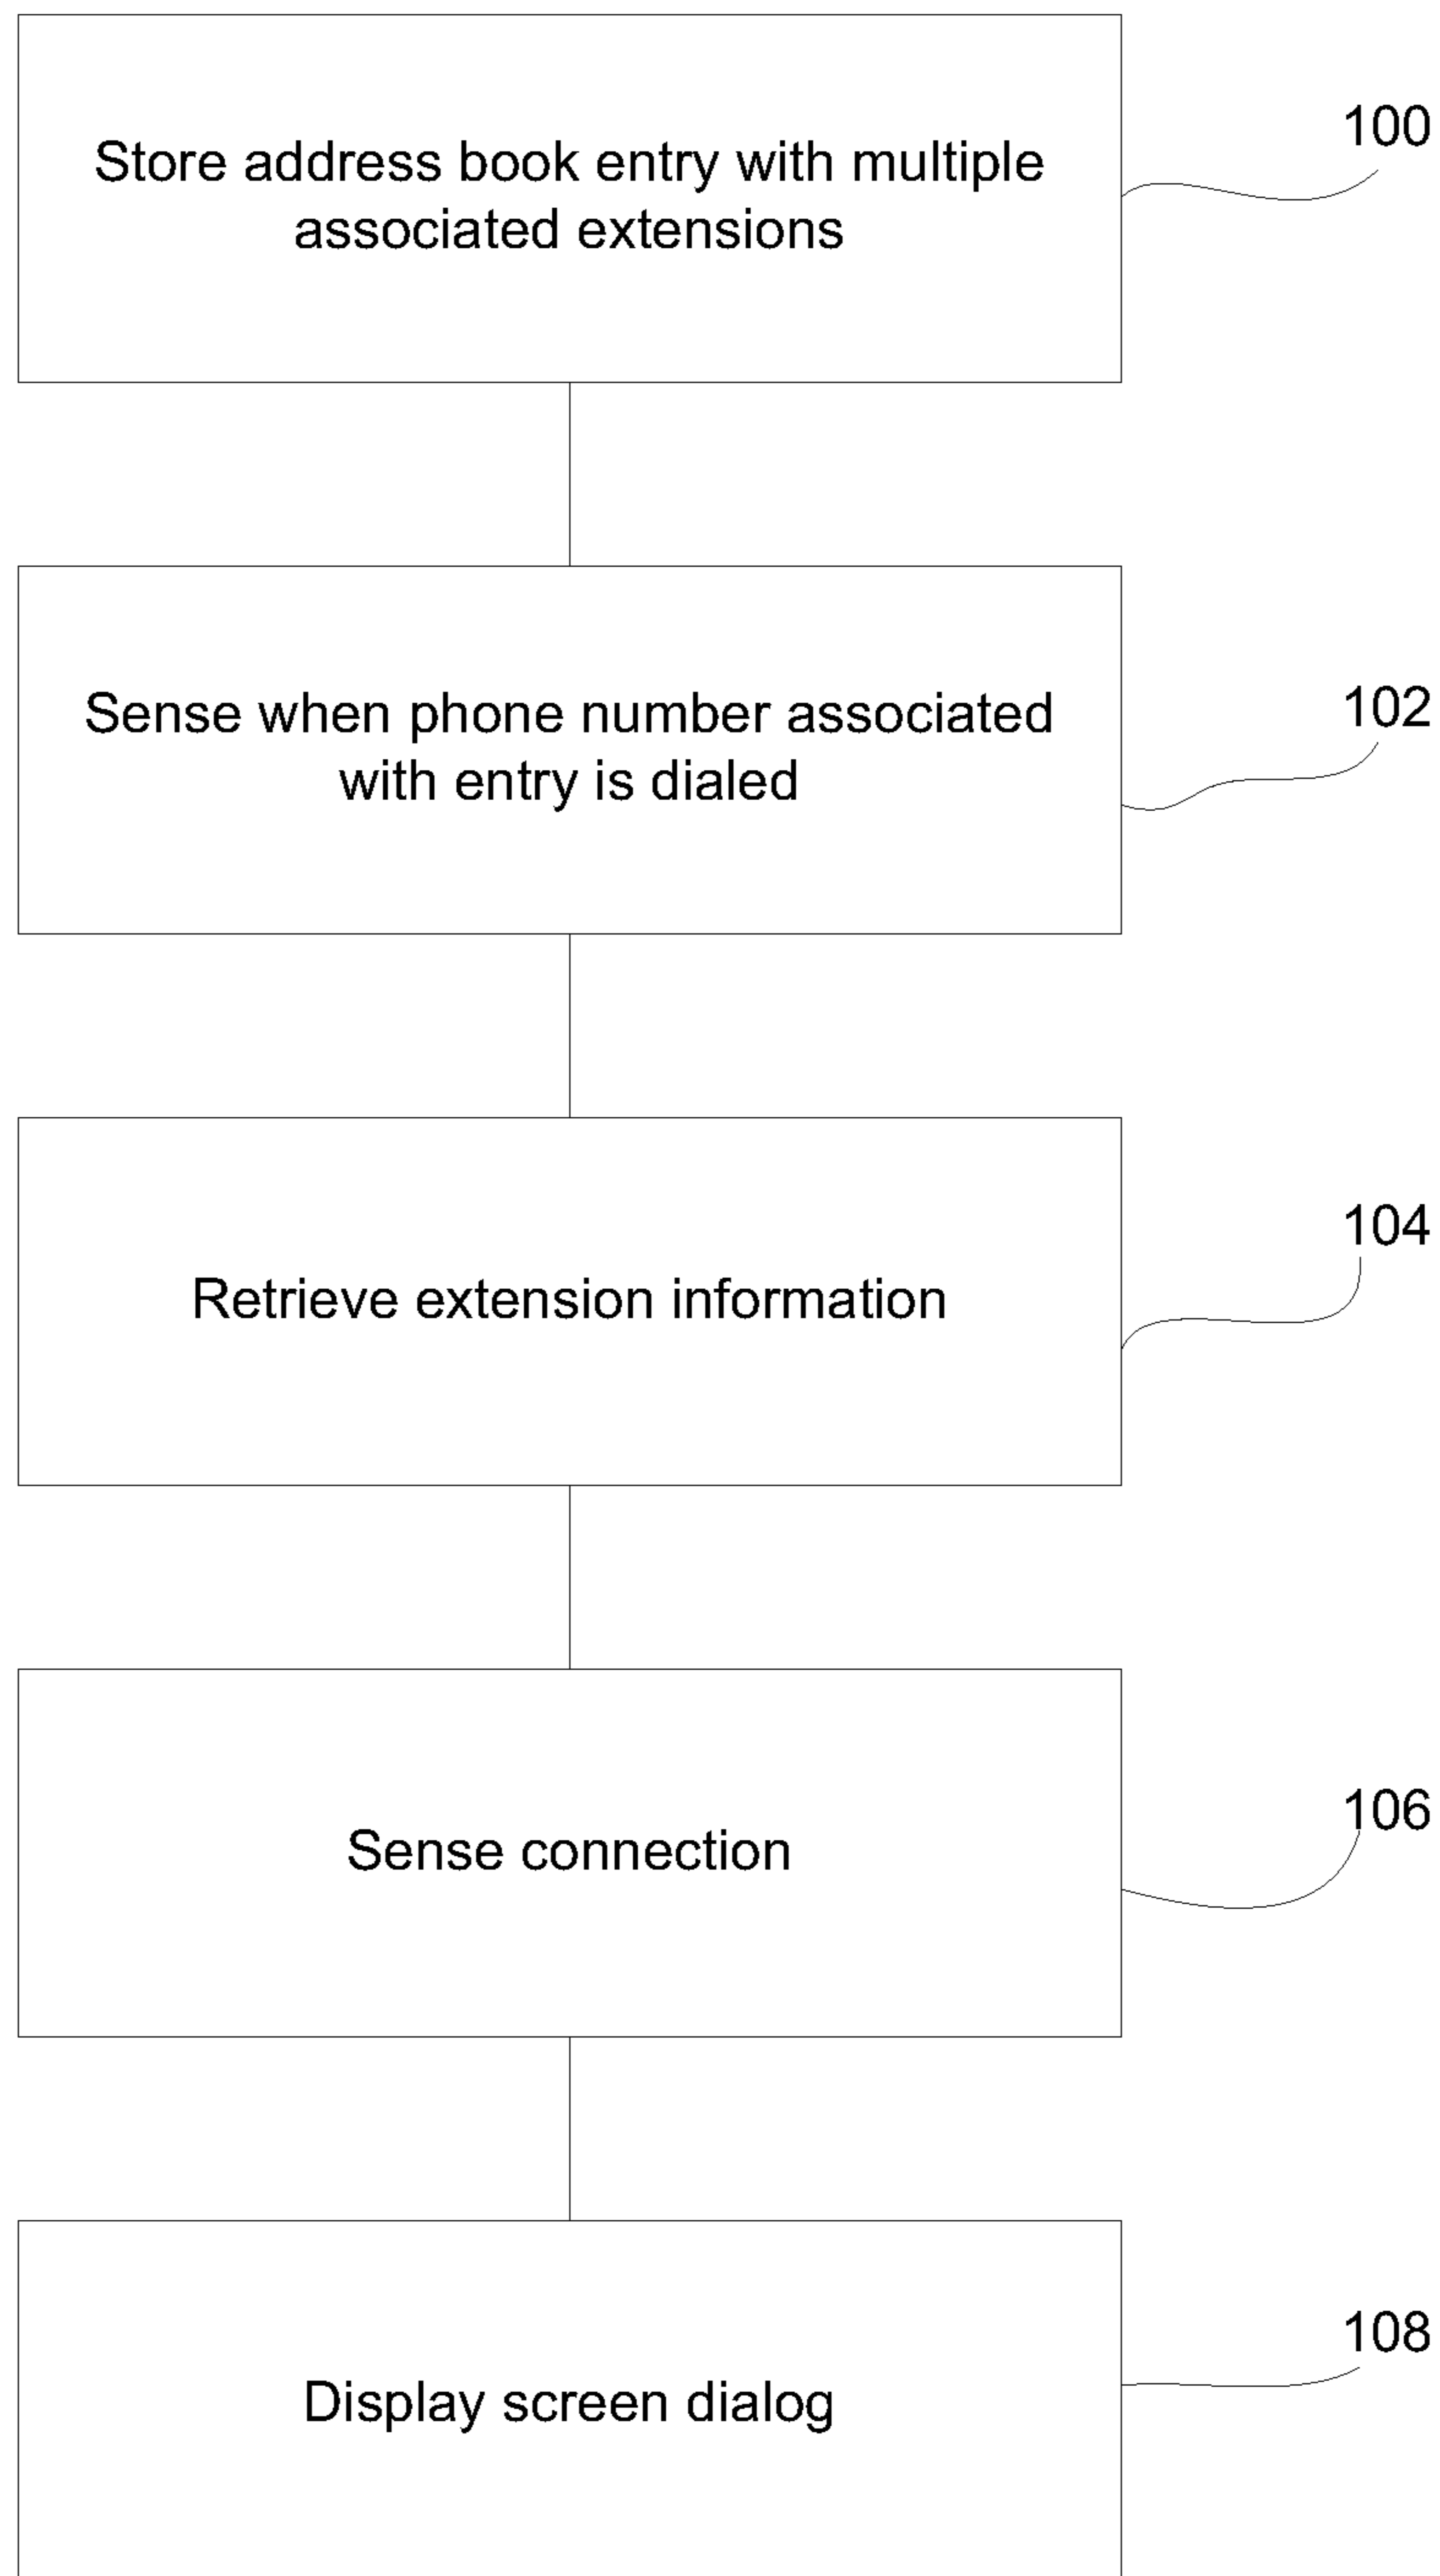 Store address book entry with multiple
associated extensions
100
Sense when phone number associated
with entry is dialed
102
Retrieve extension information
104
Sense connection
106
Display screen dialog
108